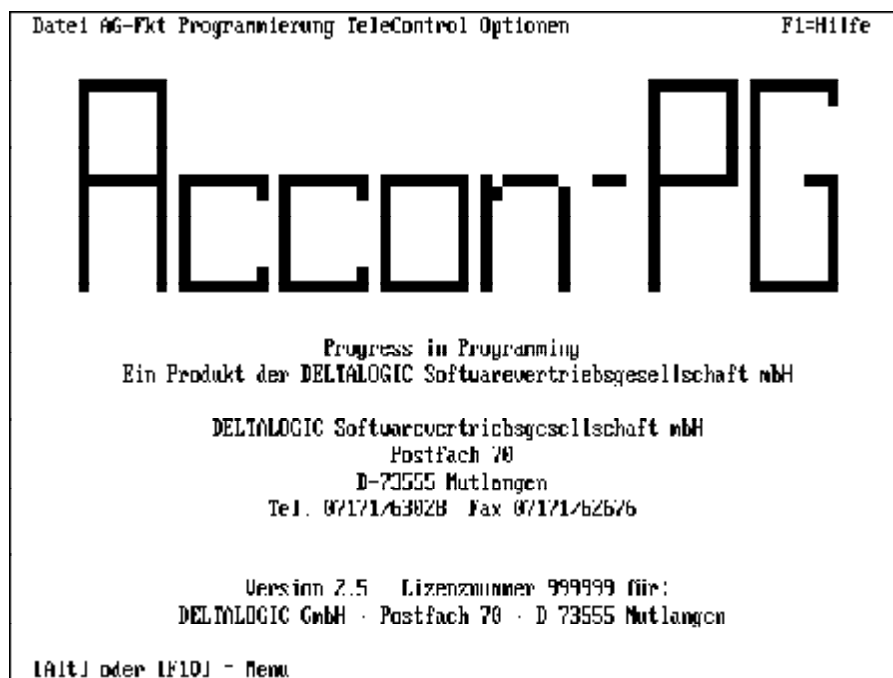 Datei AG-Fkt Programmierung TeleControl Optionen F1=Hilfe
Accon-PG
Progress in Programming
Ein Produkt der DELTALOGIC Softwarevertriebsgesellschaft mbH
DELTALOGIC Softwarevertriebsgesellschaft mbH
Postfach 70
D-73555 Mutlangen
Tel. 07171/63028 Fax 07171/62676
Version 2.5 Lizenznummer 999999 für:
DELTALOGIC GmbH · Postfach 70 · D 73555 Mutlangen
[Alt] oder [F10] - Menu